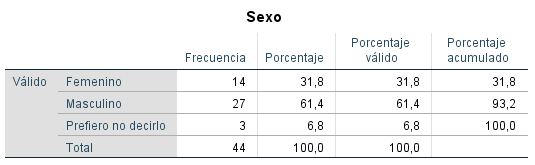 Sexo
Frecuencia Porcentaje Porcentaje válido Porcentaje acumulado
Válido Femenino 14 31,8 31,8 31,8
Masculino 27 61,4 61,4 93,2
Prefiero no decirlo 3 6,8 6,8 100,0
Total 44 100,0 100,0